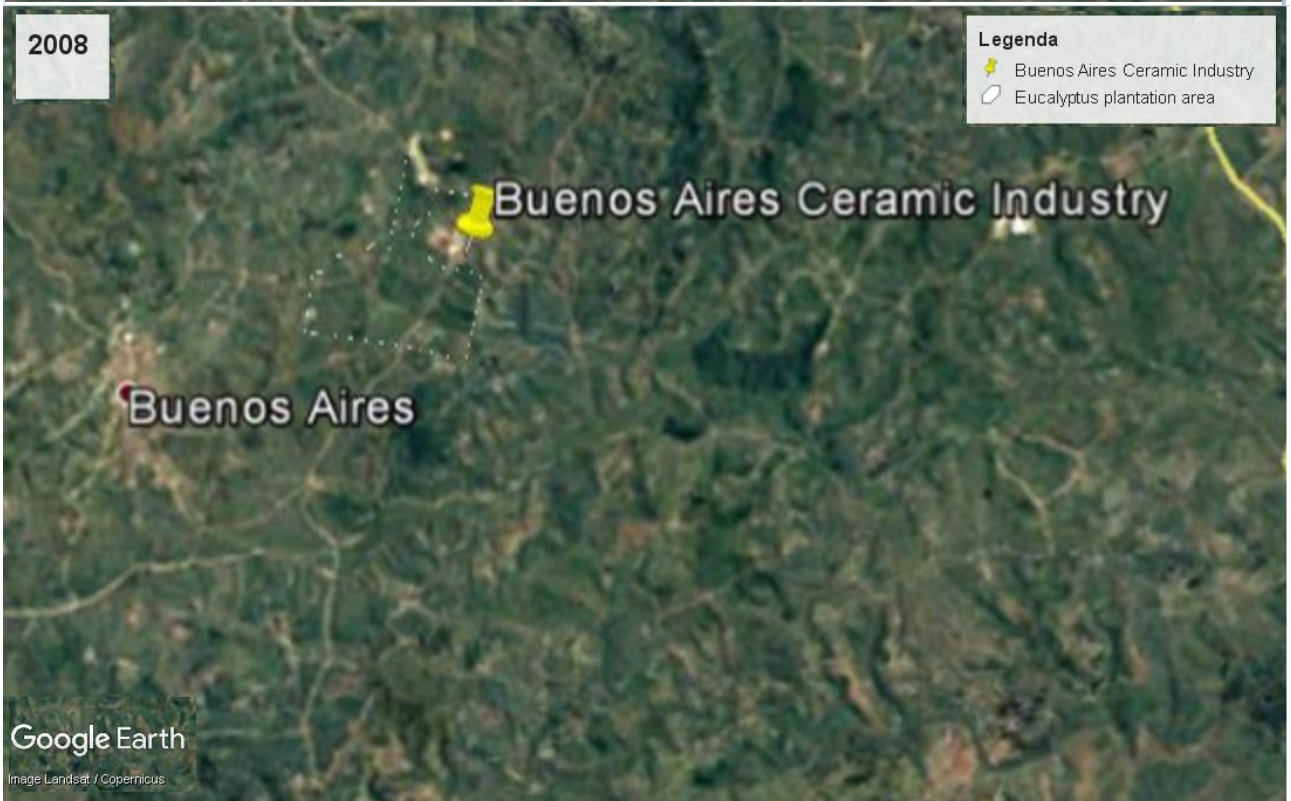 2008
Legenda
Buenos Aires Ceramic Industry
Eucalyptus plantation area
Buenos Aires Ceramic Industry
Buenos Aires
Google Earth
Image Landsat / Copernicus